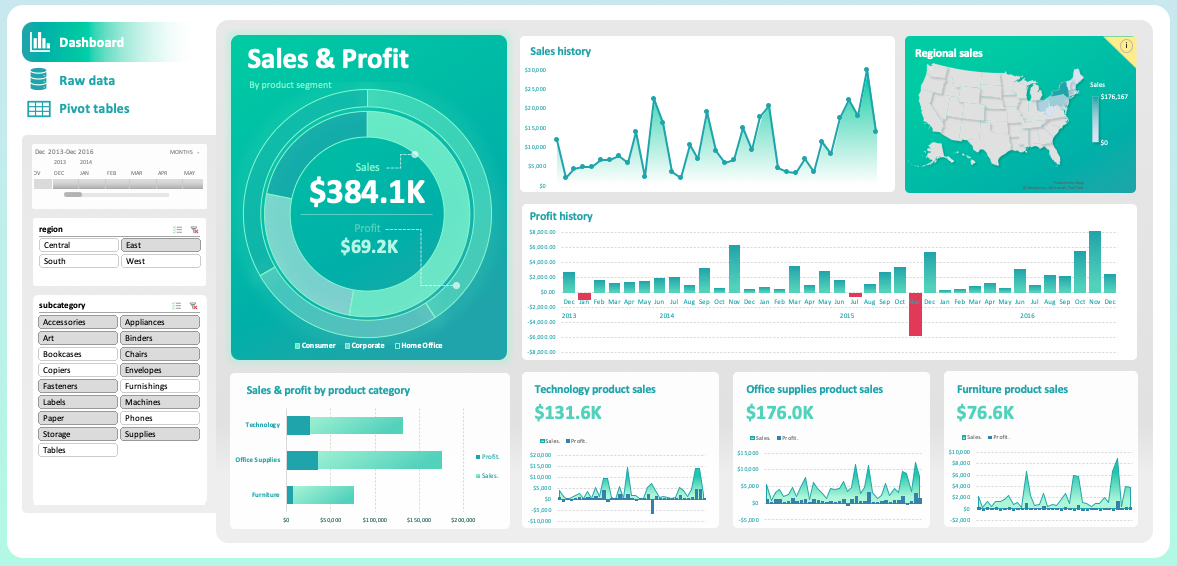 Dashboard
Raw data
Pivot tables
Dec 2013-Dec 2016
MONTHS
2013 2014
OV DEC JAN FEB MAR APR MAY
region
Central East
South West
subcategory
Accessories Appliances
Art Binders
Bookcases Chairs
Copiers Envelopes
Fasteners Furnishings
Labels Machines
Paper Phones
Storage Supplies
Tables
Sales & Profit
By product segment
Sales
$384.1K
Profit
$69.2K
Consumer Corporate Home Office
Sales history
$30,000
$25,000
$20,000
$15,000
$10,000
$5,000
$0
Regional sales
i
Sales
$176,167
$0
Profit history
$8,000.00
$6,000.00
$4,000.00
$2,000.00
$0.00
-$2,000.00
-$4,000.00
-$6,000.00
-$8,000.00
Dec Jan Feb Mar Apr May Jun Jul Aug Sep Oct Nov Dec Jan Feb Mar Apr May Jun Jul Aug Sep Oct Nov Dec Jan Feb Mar Apr May Jun Jul Aug Sep Oct Nov Dec
2013 2014 2015 2016
Sales & profit by product category
Technology
Office Supplies
Furniture
$0 $50,000 $100,000 $150,000 $200,000
Profit.
Sales.
Technology product sales
$131.6K
Sales. Profit.
$20,000
$15,000
$10,000
$5,000
$0
-$5,000
-$10,000
Office supplies product sales
$176.0K
Sales. Profit.
$15,000
$10,000
$5,000
$0
-$5,000
Furniture product sales
$76.6K
Sales. Profit.
$10,000
$8,000
$6,000
$4,000
$2,000
$0
-$2,000